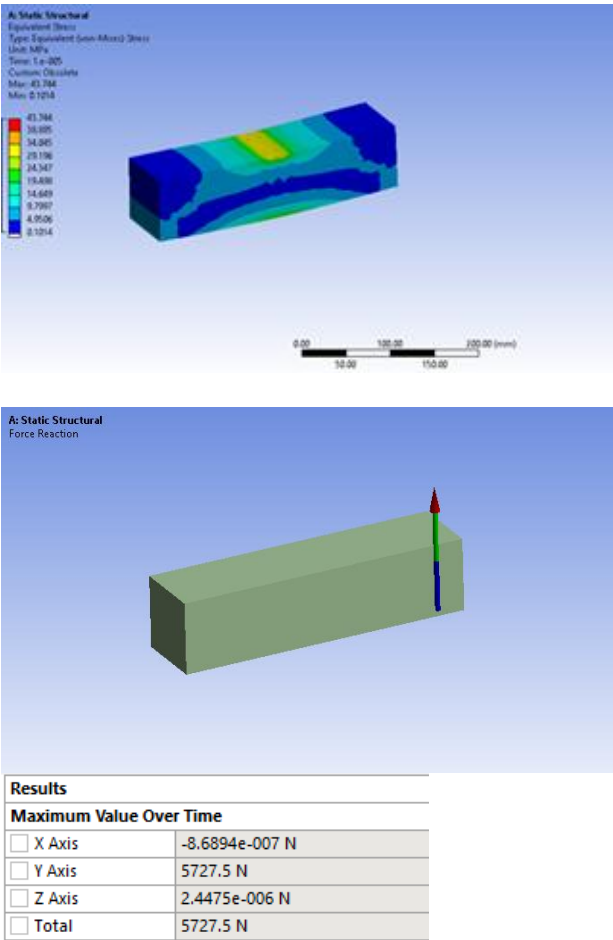 A: Static Structural
Equivalent Stress
Type: Equivalent (von-Mises) Stress
Unit: MPa
Time: 1.e-005
Custom: Obsolete
Max: 43.744
Min: 0.1014
43.744
38.895
34.045
29.196
24.347
19.498
14.649
9.7997
4.9506
0.1014
0.00 100.00 200.00 (mm)
50.00 150.00
A: Static Structural
Force Reaction
Results
Maximum Value Over Time
X Axis -8.6894e-007 N
Y Axis 5727.5 N
Z Axis 2.4475e-006 N
Total 5727.5 N